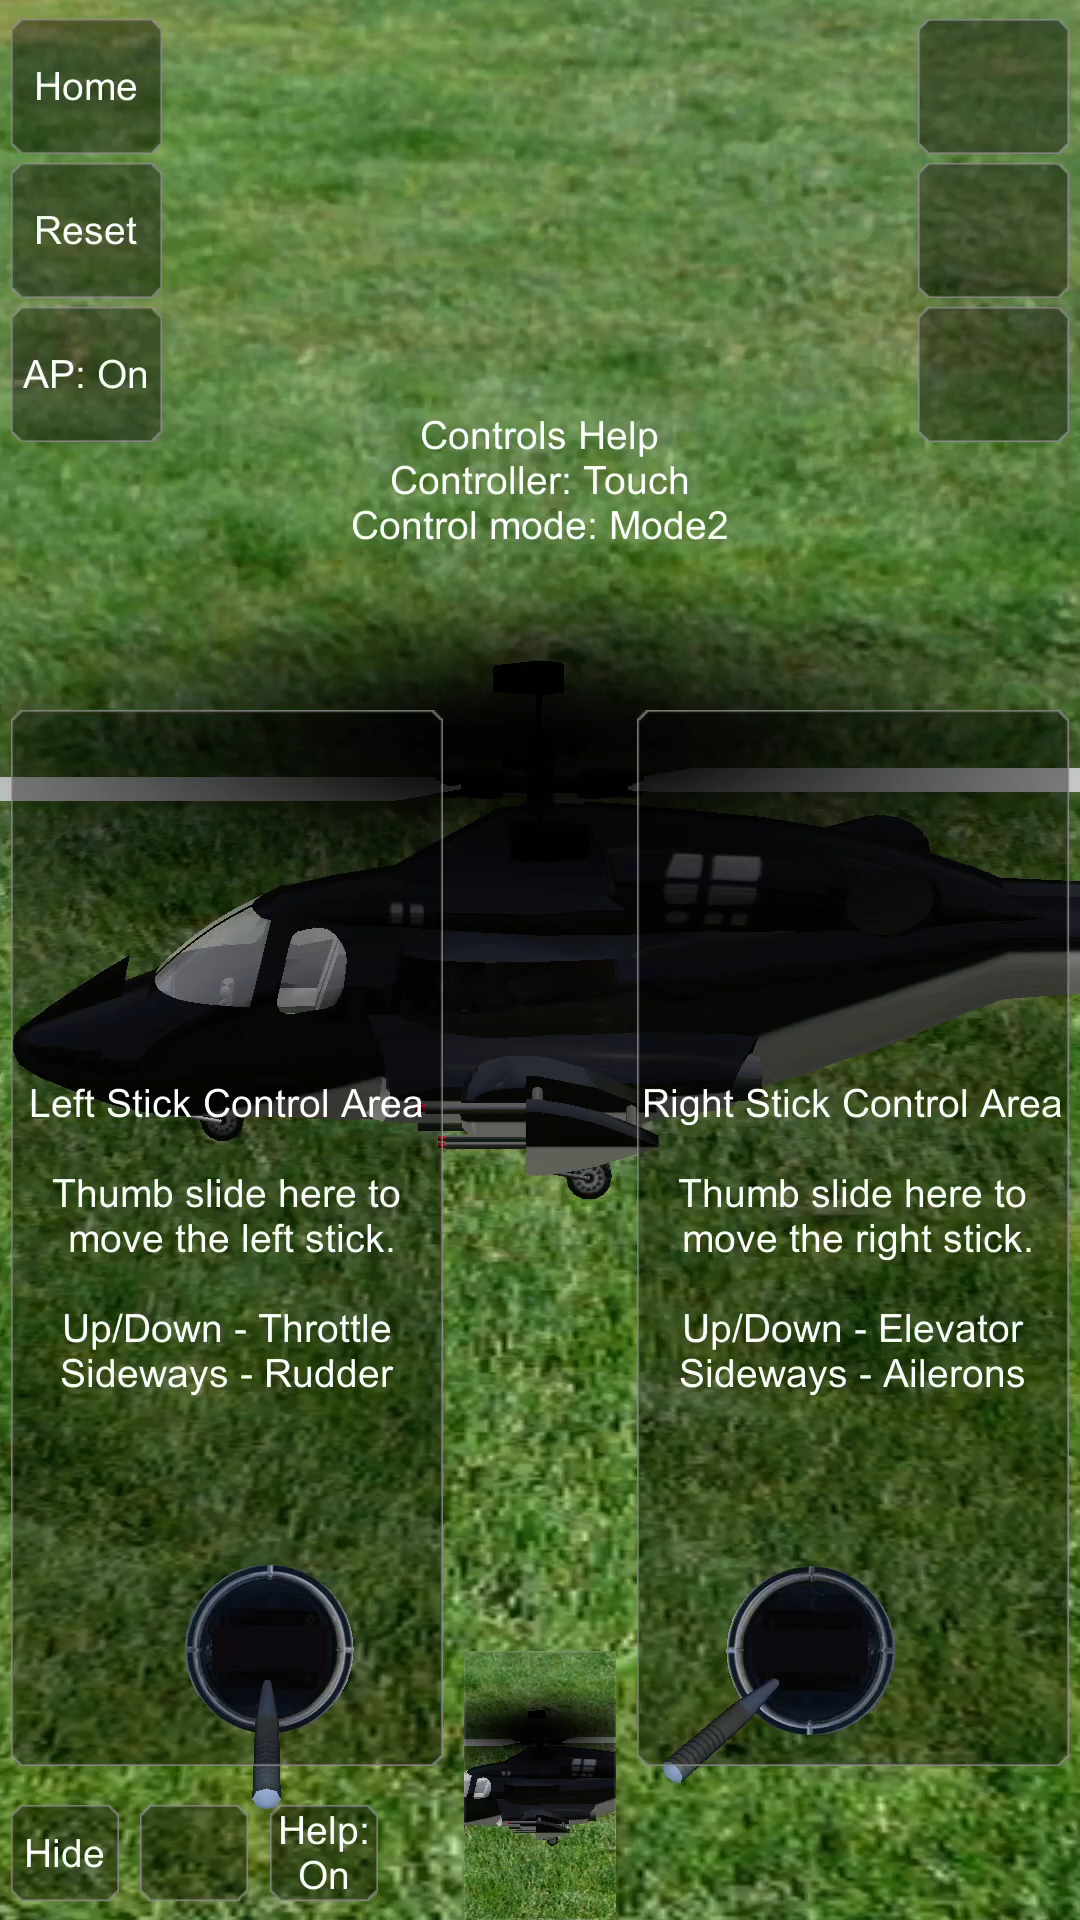 Home
Reset
AP: On
Controls Help
Controller: Touch
Control mode: Mode2
Left Stick Control Area
Thumb slide here to
move the left stick.
Up/Down - Throttle
Sideways - Rudder
Right Stick Control Area
Thumb slide here to
move the right stick.
Up/Down - Elevator
Sideways - Ailerons
Hide
Help:
On